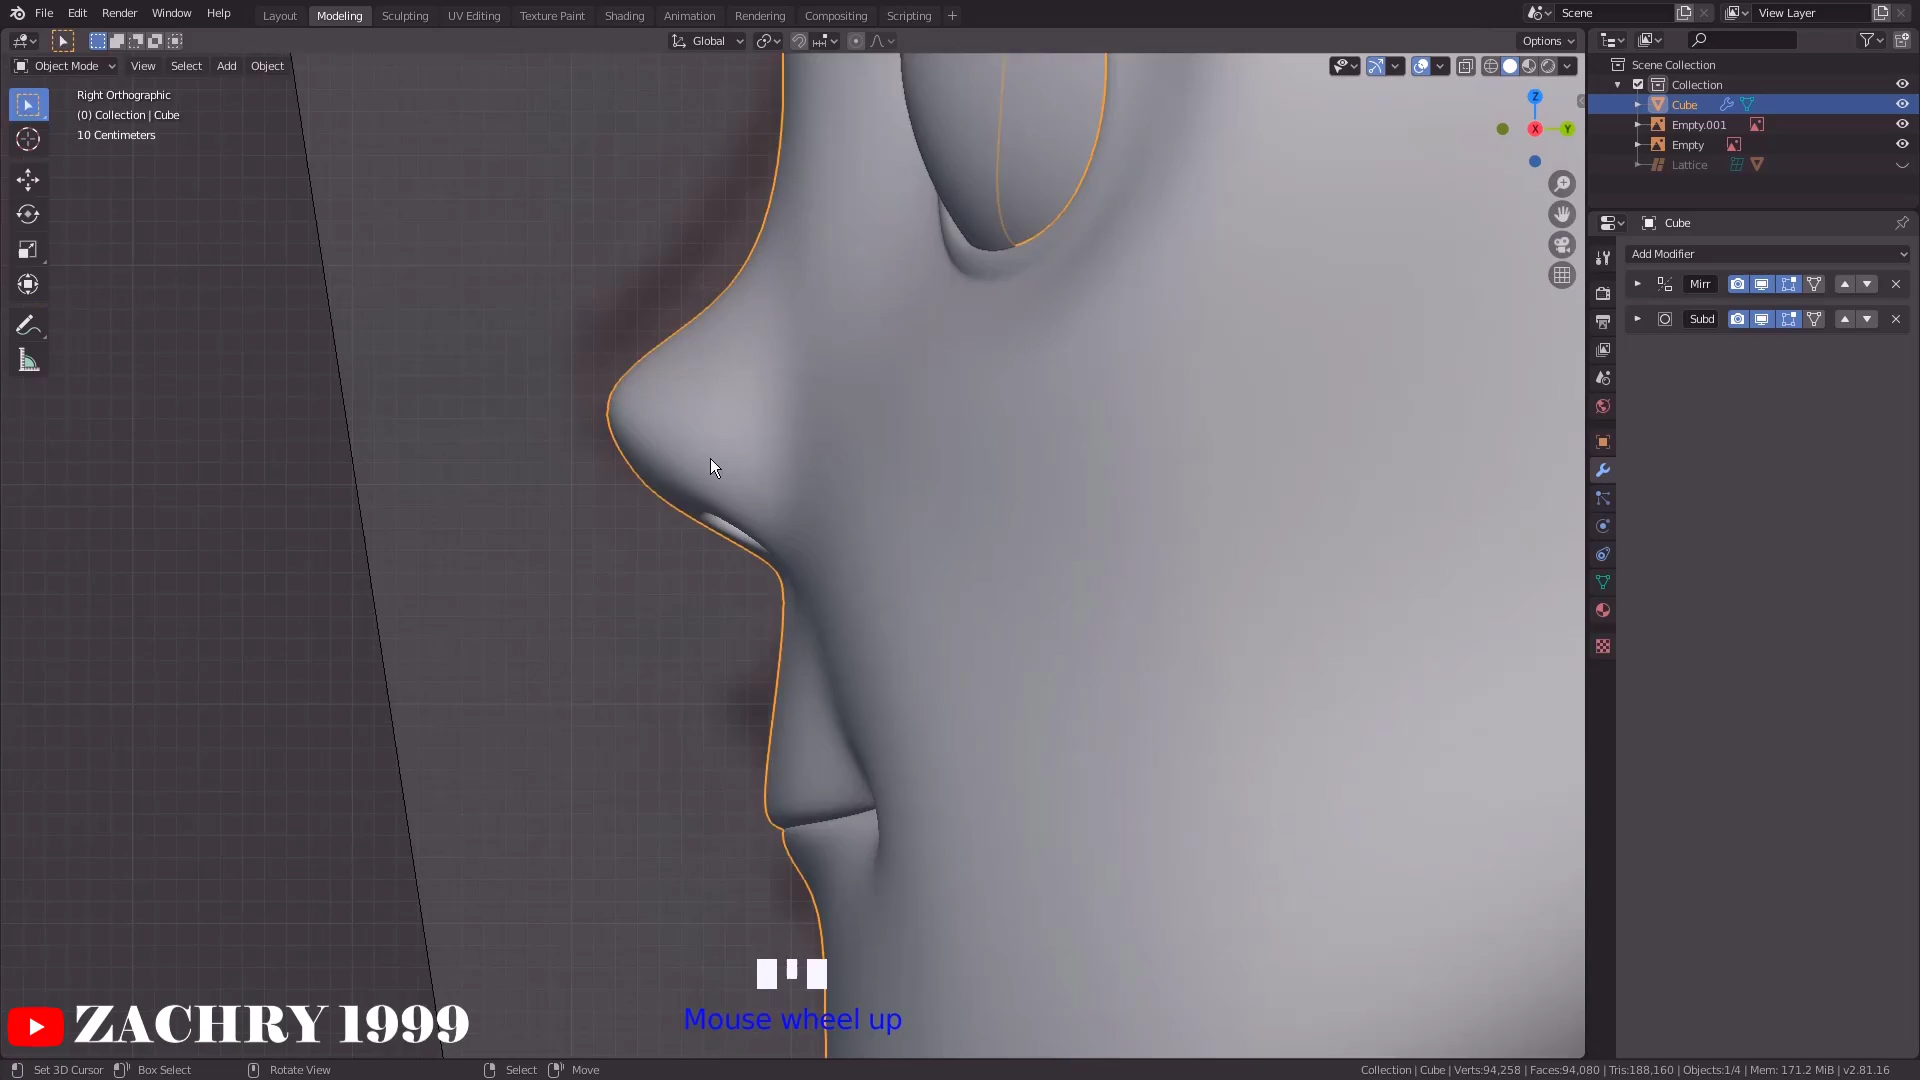 File Edit Render Window Help Layout Modeling Sculpting UV Editing Texture Paint Shading Animation Rendering Compositing Scripting + Scene View Layer
Global Options
Object Mode View Select Add Object
Scene Collection
Right Orthographic
(0) Collection | Cube
10 Centimeters
Collection
Cube
Empty.001
Empty
Lattice
Z
X
Y
Cube
Add Modifier
Mirr
Subd
Mouse wheel up
ZACHRY 1999
Set 3D Cursor Box Select Rotate View Select Move Collection | Cube | Verts:94,258 | Faces:94,080 | Tris:188,160 | Objects:1/4 | Mem: 171.2 MiB | v2.81.16